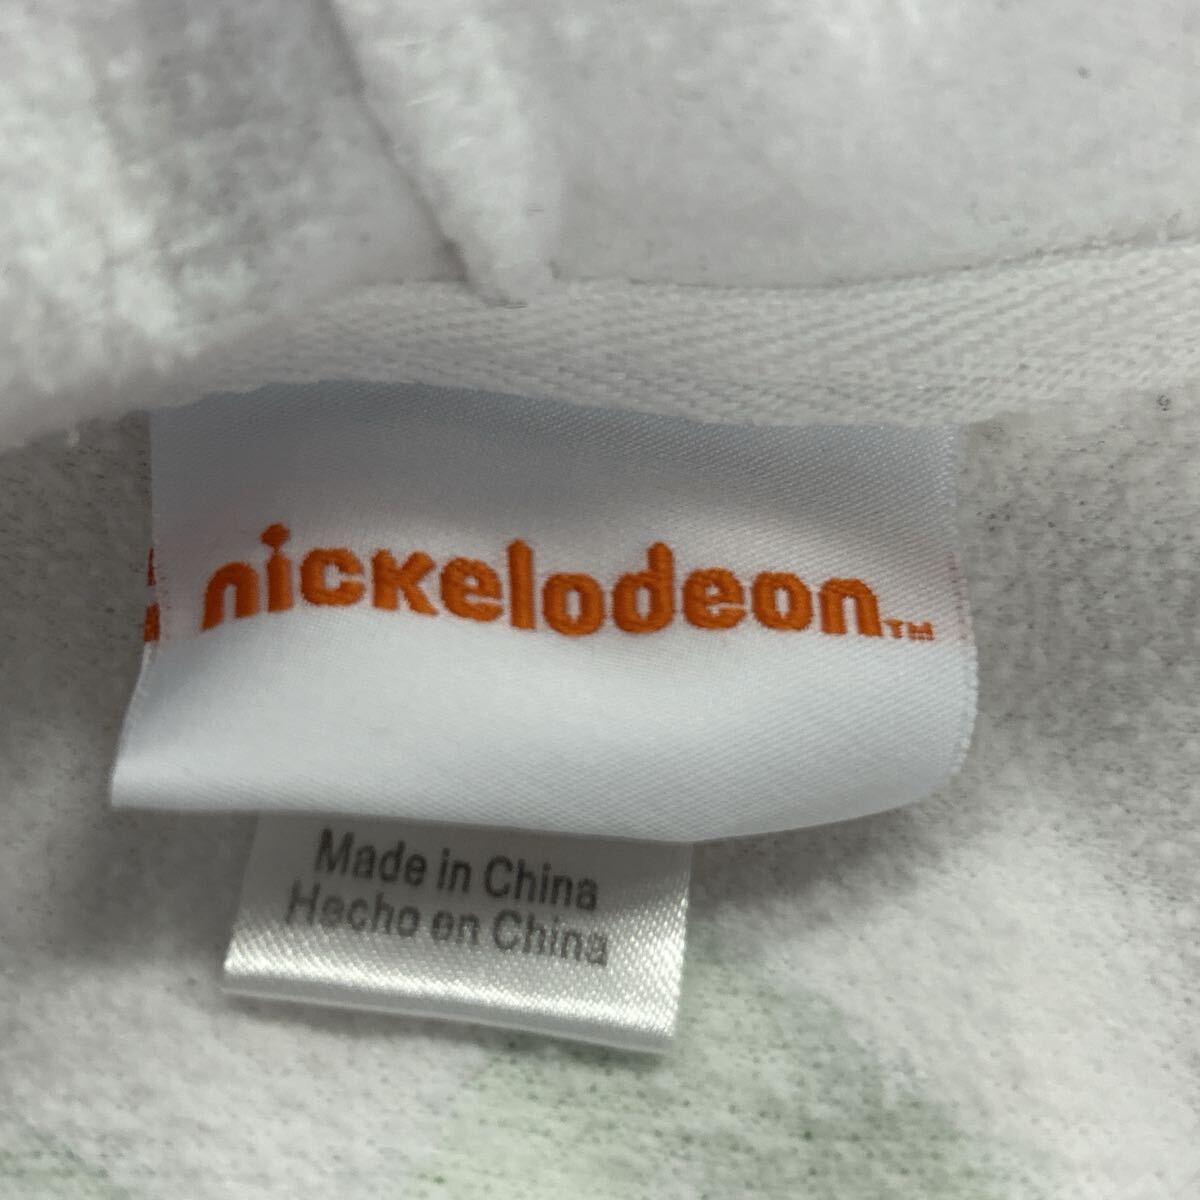 nickelodeon™
Made in China
Hecho en China